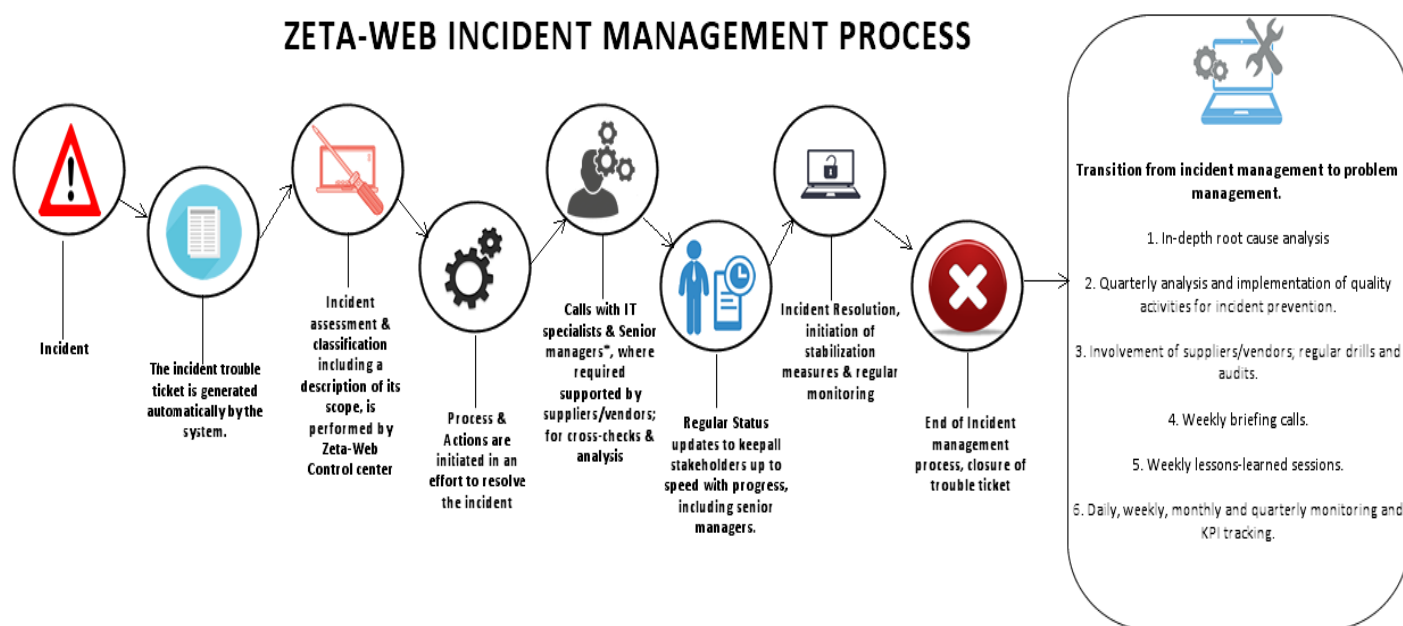 ZETA-WEB INCIDENT MANAGEMENT PROCESS
Incident
The incident trouble
ticket is generated
automatically by the
system.
Incident
assessment &
classification
including a
description of its
scope, is
performed by
Zeta-Web
Control center
Process &
Actions are
initiated in an
effort to resolve
the incident
Calls with IT
specialists & Senior
managers*, where
required
supported by
suppliers/vendors;
for cross-checks &
analysis
Regular Status
updates to keepall
stakeholders up to
speed with progress,
including senior
managers.
Incident Resolution,
initiation of
stabilization
measures & regular
monitoring
End of Incident
management
process, closure of
trouble ticket
Transition from incident management to problem
management.
1. In-depth root cause analysis
2. Quarterly analysis and implementation of quality
activities for incident prevention.
3. Involvement of suppliers/vendors; regular drills and
audits.
4. Weekly briefing calls.
5. Weekly lessons-learned sessions.
6. Daily, weekly, monthly and quarterly monitoring and
KPI tracking.